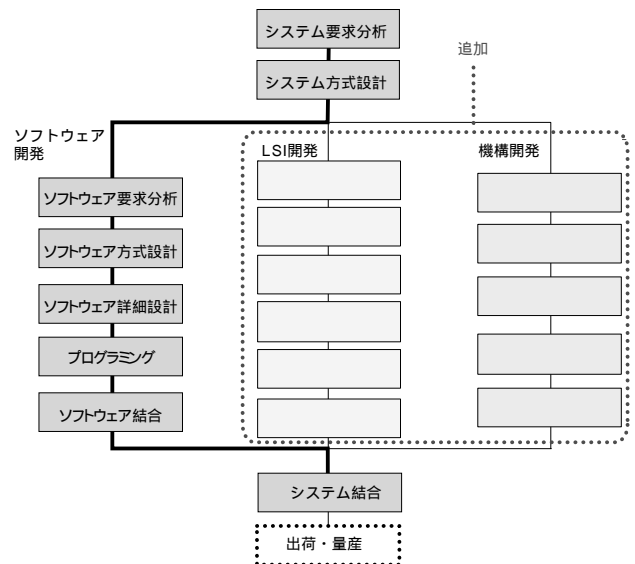 システム要求分析
追加
システム方式設計
ソフトウェア
開発
LSI開発
機構開発
ソフトウェア要求分析
ソフトウェア方式設計
ソフトウェア詳細設計
プログラミング
ソフトウェア結合
システム結合
出荷・量産